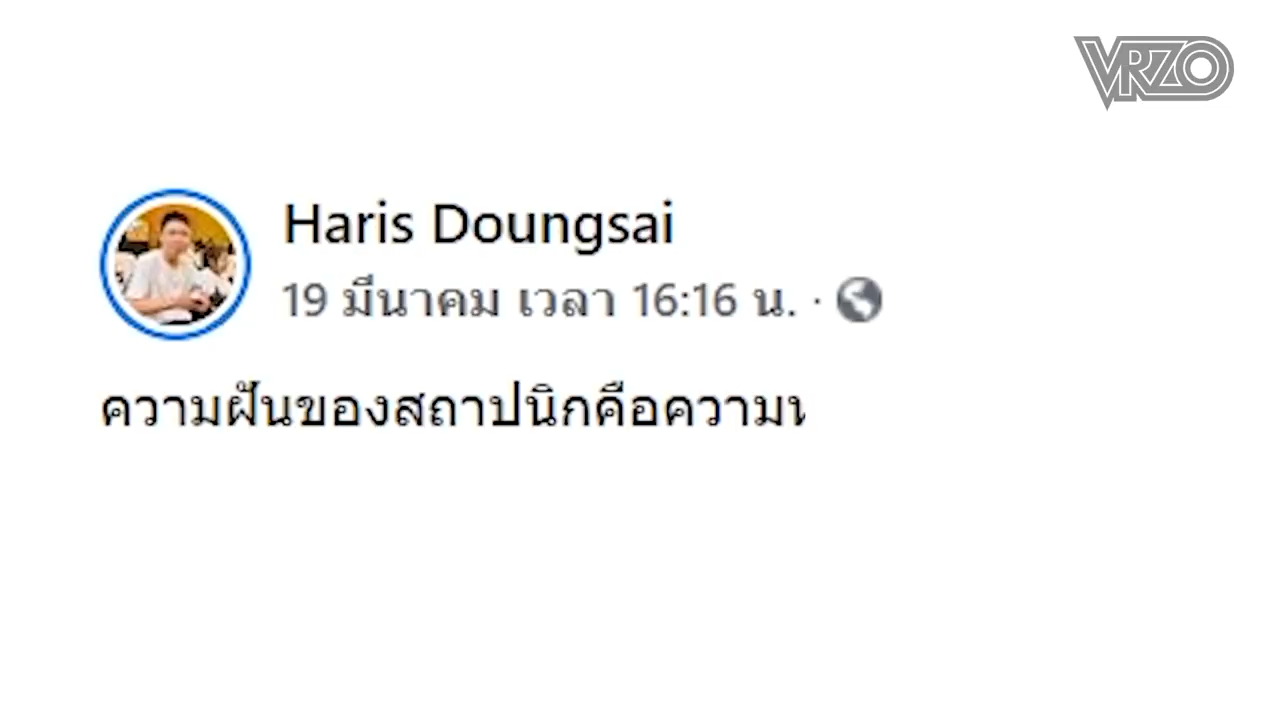 VRZO
Haris Doungsai
19 มีนาคม เวลา 16:16 น. ·
ความฝันของสถาปนิกคือความ